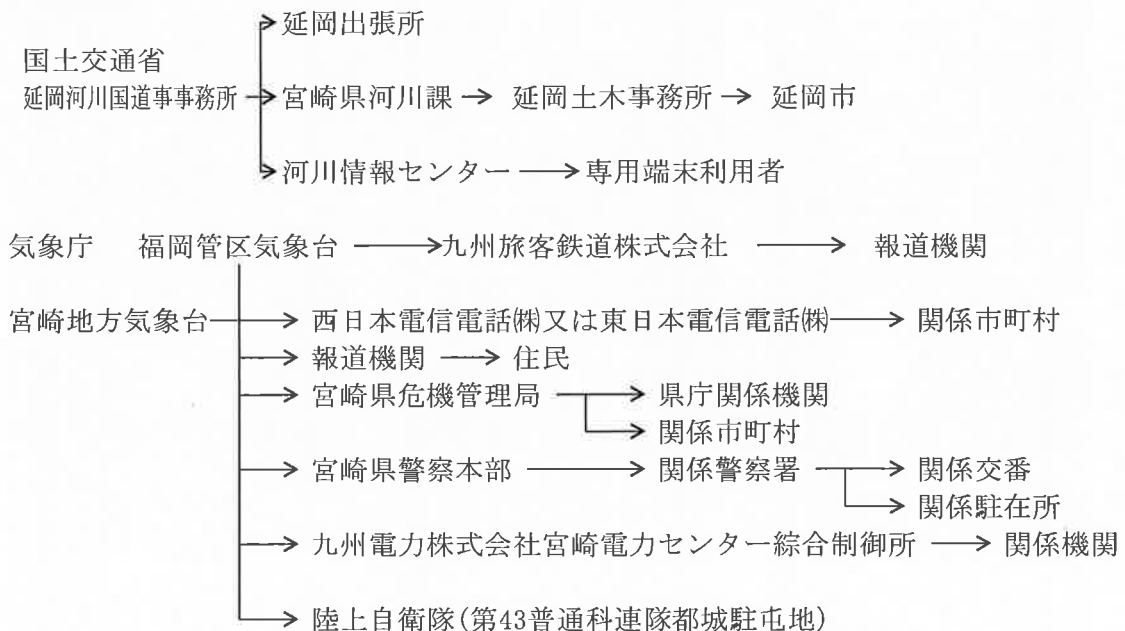 延岡出張所
国土交通省
延岡河川国道事事務所 → 宮崎県河川課 → 延岡土木事務所 → 延岡市
河川情報センター → 専用端末利用者
気象庁 福岡管区気象台 → 九州旅客鉄道株式会社 → 報道機関
宮崎地方気象台 → 西日本電信電話㈱又は東日本電信電話㈱ → 関係市町村
報道機関 → 住民
宮崎県危機管理局 → 県庁関係機関
関係市町村
宮崎県警察本部 → 関係警察署 → 関係交番
関係駐在所
九州電力株式会社宮崎電力センター綜合制御所 → 関係機関
陸上自衛隊(第43普通科連隊都城駐屯地)